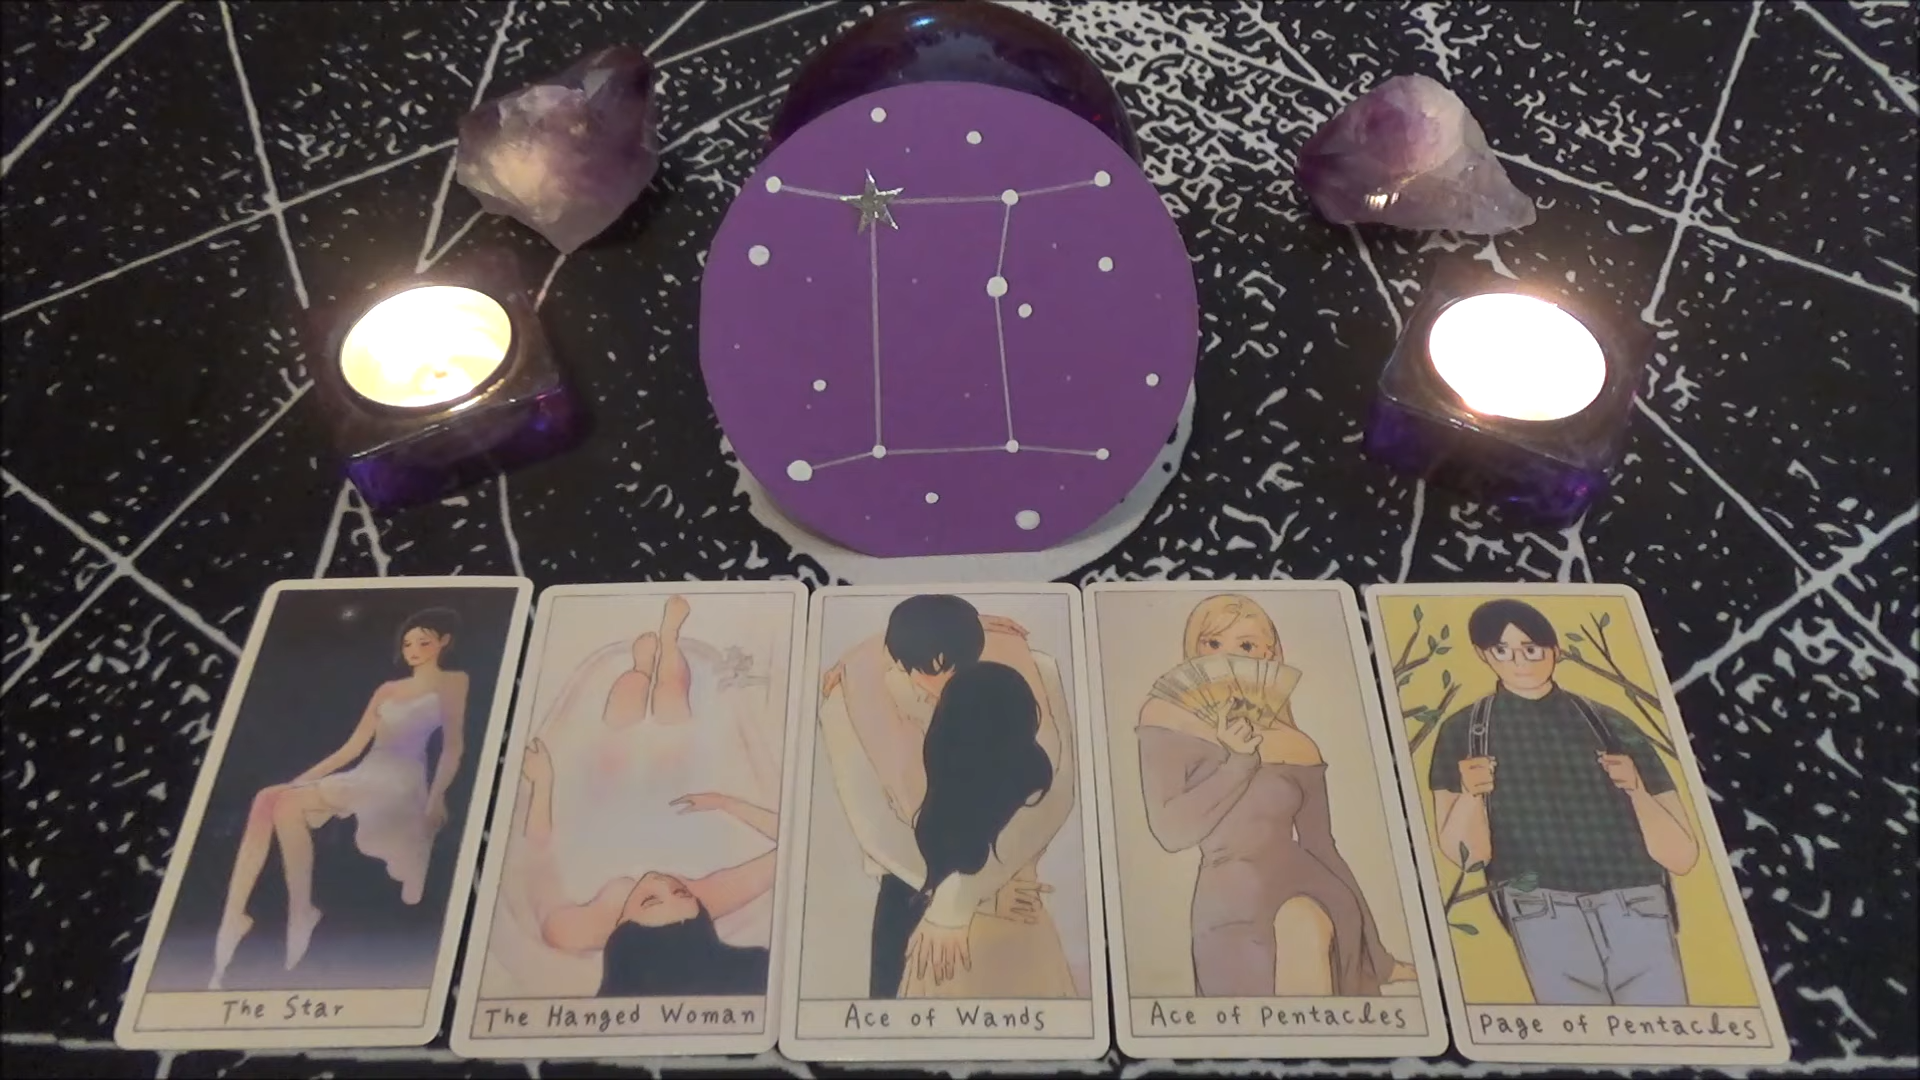 The Star
The Hanged Woman
Ace of Wands
Ace of Pentacles
Page of Pentacles